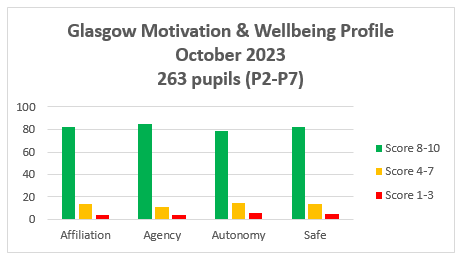 Glasgow Motivation & Wellbeing Profile
October 2023
263 pupils (P2-P7)
100
80
60
40
20
0
Affiliation Agency Autonomy Safe
Score 8-10
Score 4-7
Score 1-3